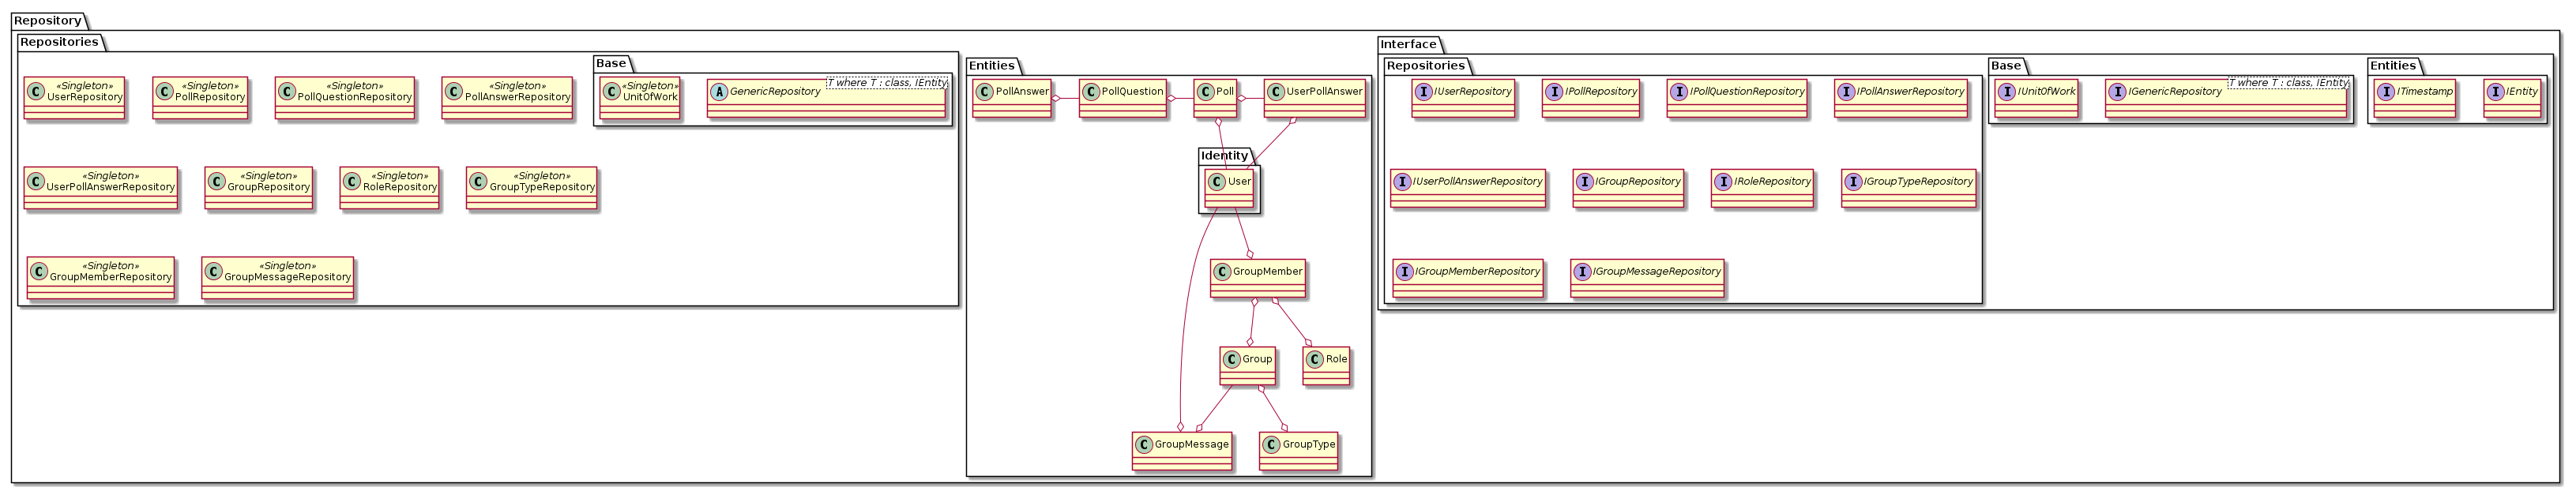 Repository
Repositories
«Singleton»
UserRepository
«Singleton»
PollRepository
«Singleton»
PollQuestionRepository
«Singleton»
PollAnswerRepository
Base
«Singleton»
UnitOfWork
GenericRepository
T where T : class, IEntity
«Singleton»
UserPollAnswerRepository
«Singleton»
GroupRepository
«Singleton»
RoleRepository
«Singleton»
GroupTypeRepository
«Singleton»
GroupMemberRepository
«Singleton»
GroupMessageRepository
Entities
PollAnswer
PollQuestion
Poll
UserPollAnswer
Identity
User
GroupMember
Group
Role
GroupMessage
GroupType
Interface
Repositories
IUserRepository
IPollRepository
IPollQuestionRepository
IPollAnswerRepository
IUserPollAnswerRepository
IGroupRepository
IRoleRepository
IGroupTypeRepository
IGroupMemberRepository
IGroupMessageRepository
Base
IUnitOfWork
IGenericRepository
T where T : class, IEntity
Entities
ITimestamp
IEntity